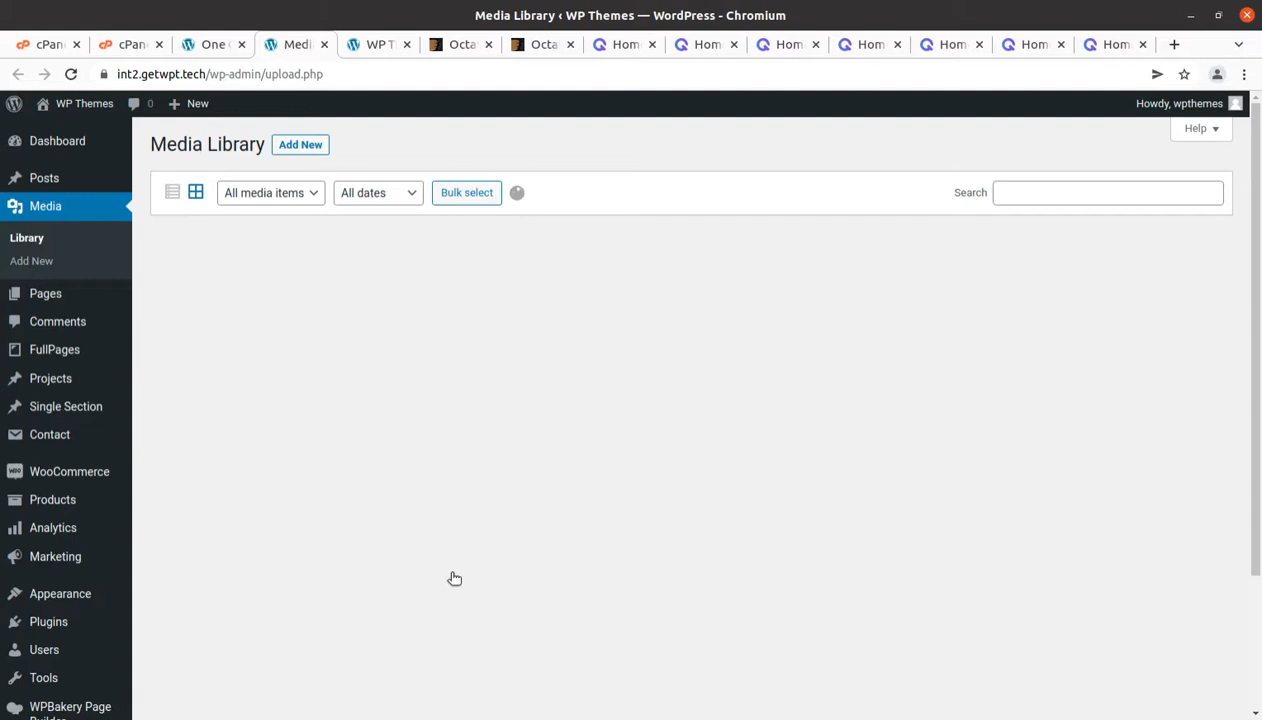 Media Library ‹ WP Themes — WordPress - Chromium
cPan
cPan
One
Medi
WP T
Octa
Octa
Hom
Hom
Hom
Hom
Hom
Hom
Hom
int2.getwpt.tech/wp-admin/upload.php
WP Themes
0
New
Howdy, wpthemes
Dashboard
Posts
Media
Library
Add New
Pages
Comments
FullPages
Projects
Single Section
Contact
WooCommerce
Products
Analytics
Marketing
Appearance
Plugins
Users
Tools
WPBakery Page
Media Library
Add New
Help
All media items
All dates
Bulk select
Search